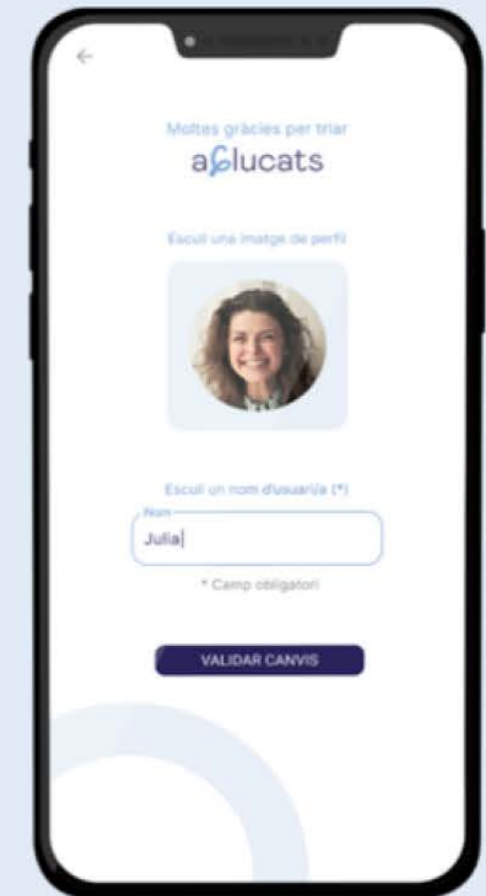 Moltes gràcies per triar
ablucats
Escull una imatge de perfil
Escull un nom d'usuari/a (*)
Nom
Julia
* Camp obligatori
VALIDAR CANVIS